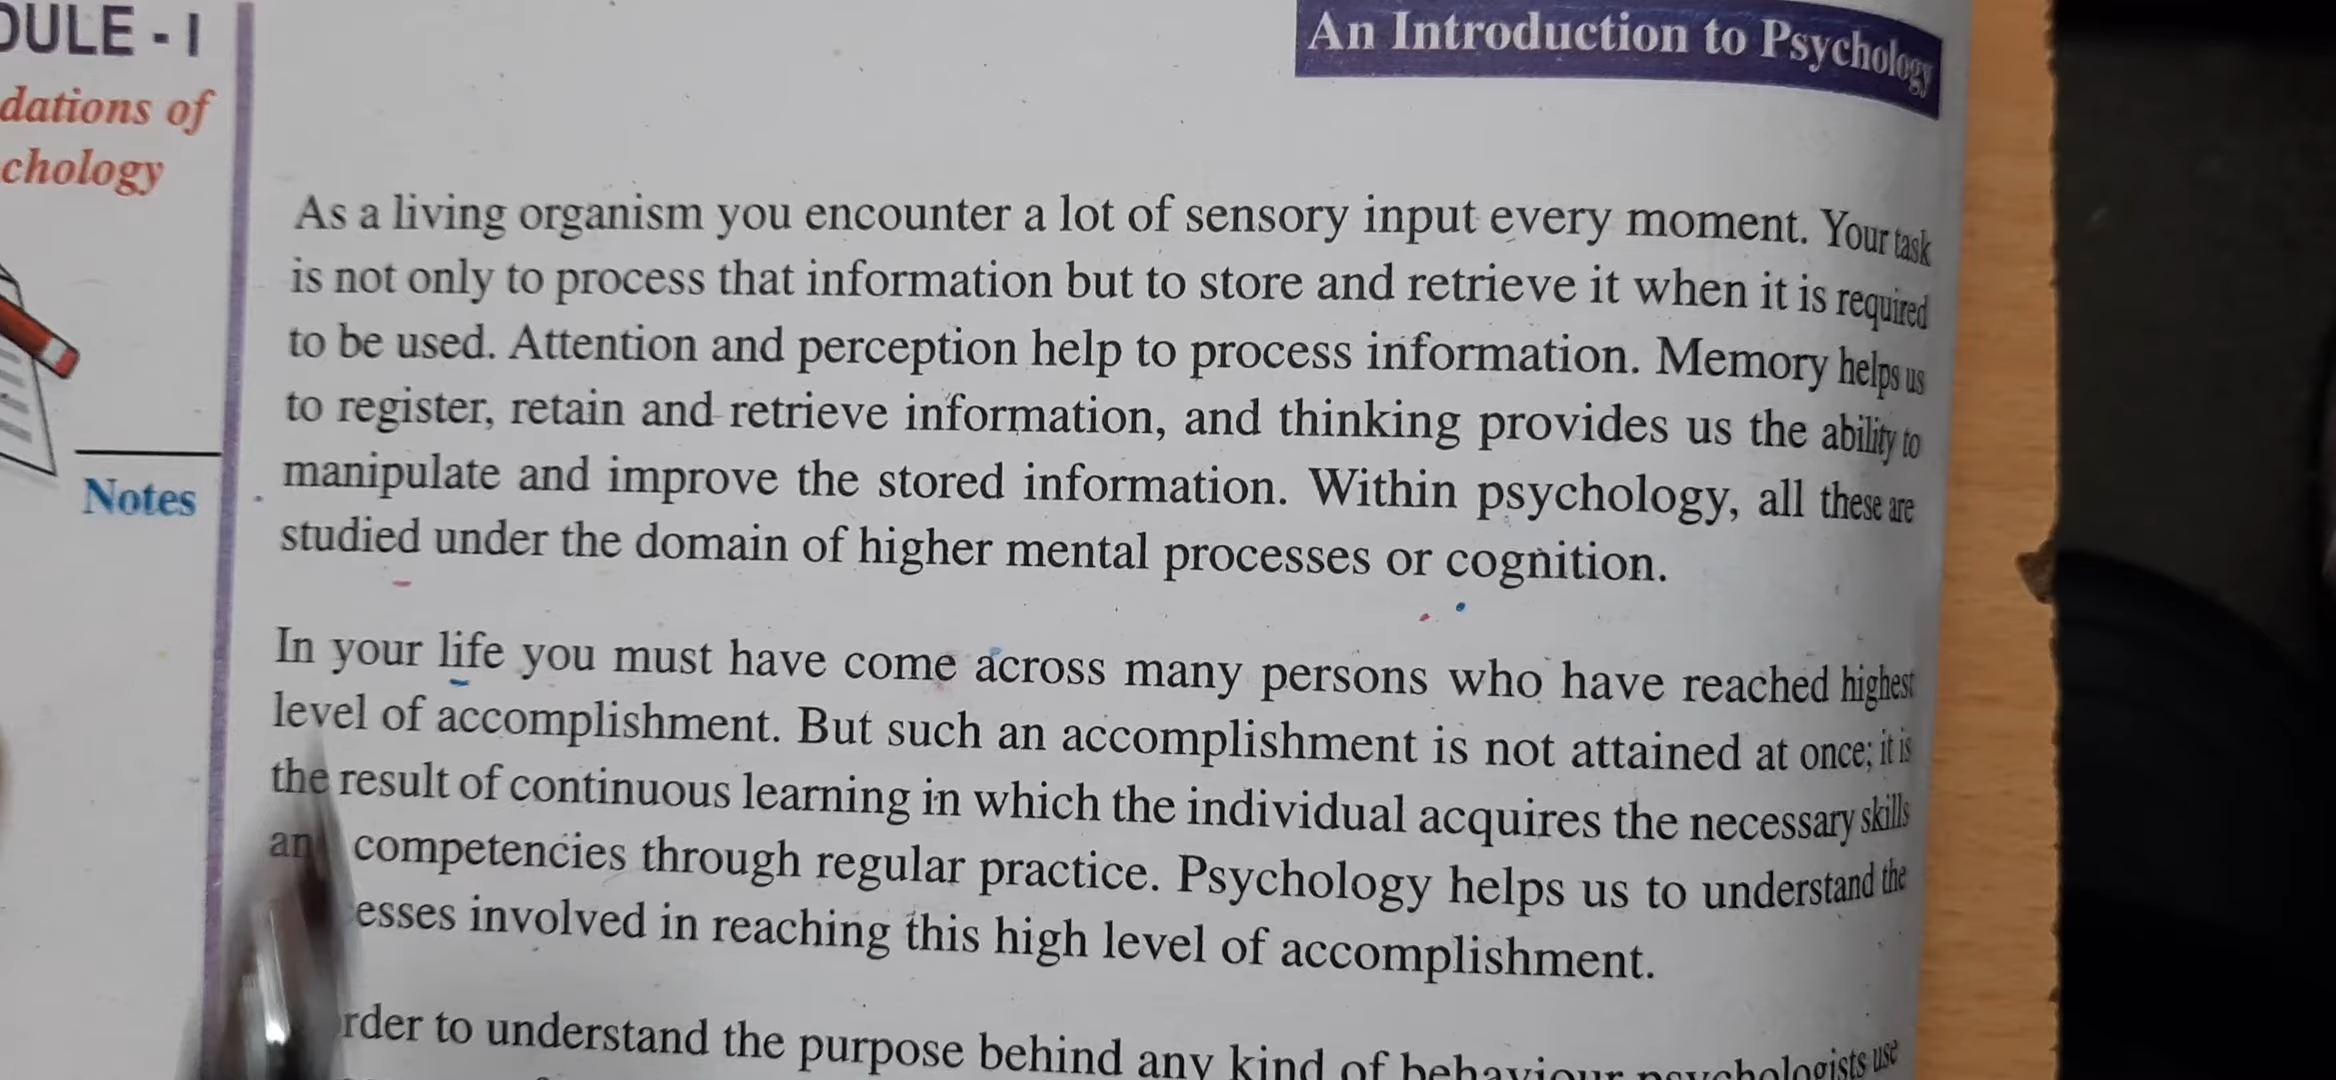 DULE - I
dations of
chology
Notes
An Introduction to Psychology
As a living organism you encounter a lot of sensory input every moment. Your task
is not only to process that information but to store and retrieve it when it is required
to be used. Attention and perception help to process information. Memory helps us
to register, retain and retrieve information, and thinking provides us the ability to
manipulate and improve the stored information. Within psychology, all these are
studied under the domain of higher mental processes or cognition.
In your life you must have come across many persons who have reached highest
level of accomplishment. But such an accomplishment is not attained at once; it is
the result of continuous learning in which the individual acquires the necessary skills
an competencies through regular practice. Psychology helps us to understand the
esses involved in reaching this high level of accomplishment.
rder to understand the purpose behind any kind of behaviour psychologists use